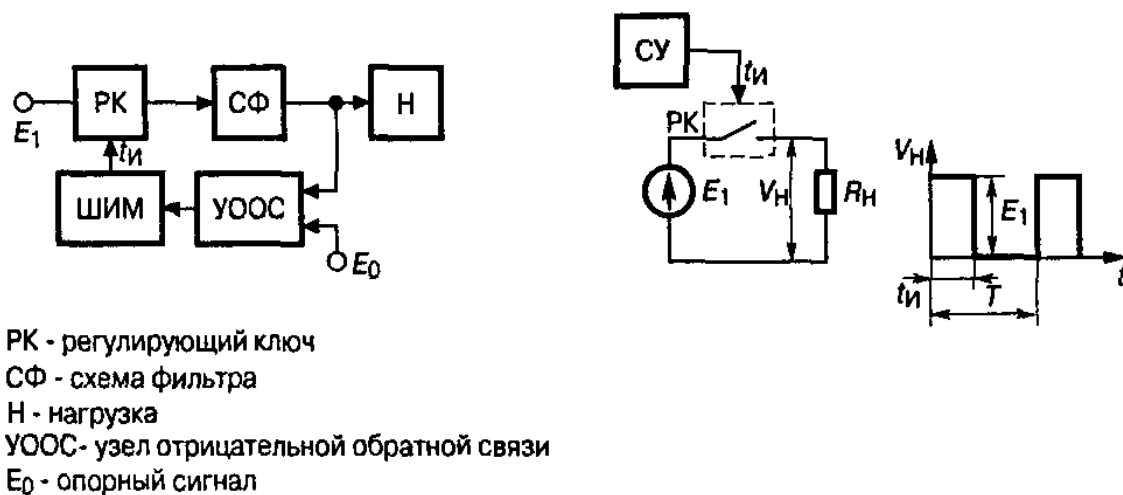 РК
СФ
Н
E₁
tИ
ШИМ
УООС
E₀
СУ
tИ
РК
E₁
VН
RН
VН
E₁
tИ
T
t
РК - регулирующий ключ
СФ - схема фильтра
Н - нагрузка
УООС- узел отрицательной обратной связи
E₀ - опорный сигнал